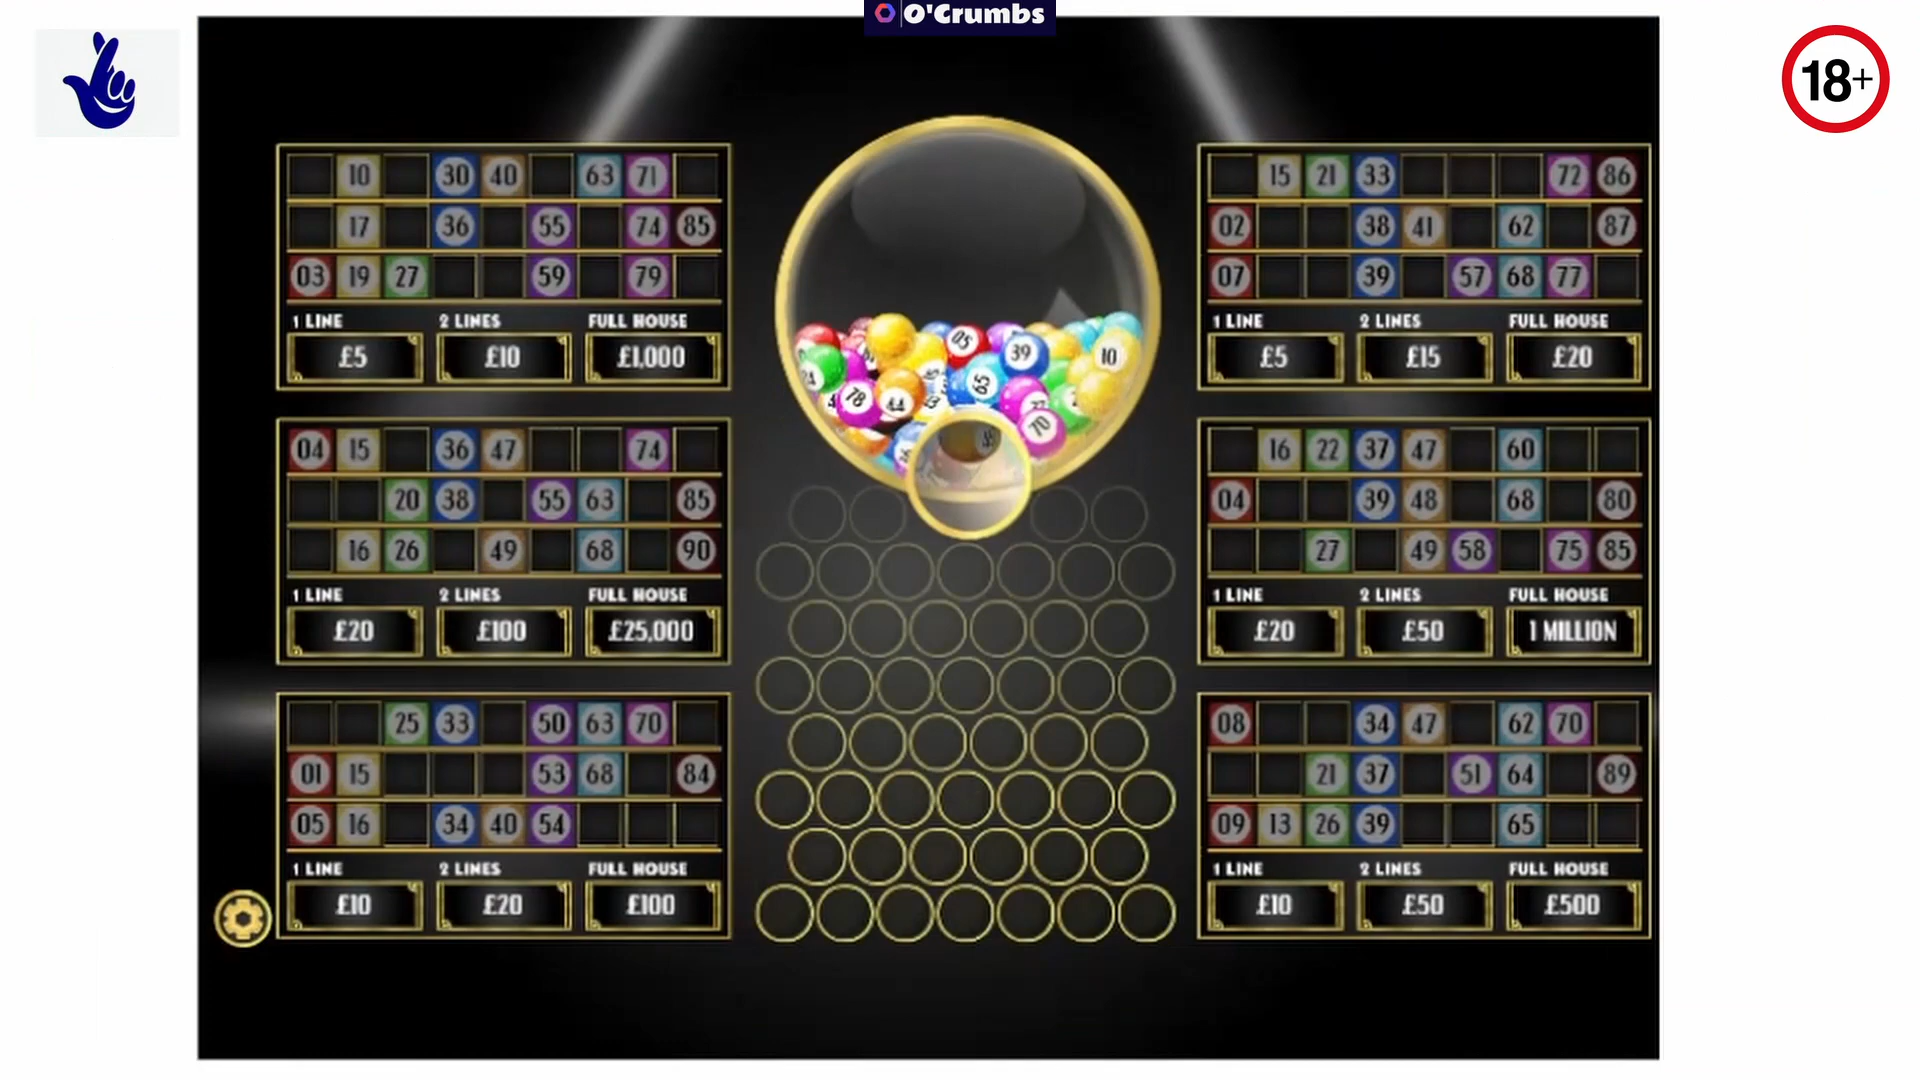 O'Crumbs
18+
10 30 40 63 71
17 36 55 74 85
03 19 27 59 79
1 LINE 2 LINES FULL HOUSE
£5 £10 £1,000
04 15 36 47 74
20 38 55 63 85
16 26 49 68 90
1 LINE 2 LINES FULL HOUSE
£20 £100 £25,000
25 33 50 63 70
01 15 53 68 84
05 16 34 40 54
1 LINE 2 LINES FULL HOUSE
£10 £20 £100
05
39
10
65
78
44
70
15 21 33 72 86
02 38 41 62 87
07 39 57 68 77
1 LINE 2 LINES FULL HOUSE
£5 £15 £20
16 22 37 47 60
04 39 48 68 80
27 49 58 75 85
1 LINE 2 LINES FULL HOUSE
£20 £50 1 MILLION
08 34 47 62 70
21 37 51 64 89
09 13 26 39 65
1 LINE 2 LINES FULL HOUSE
£10 £50 £500